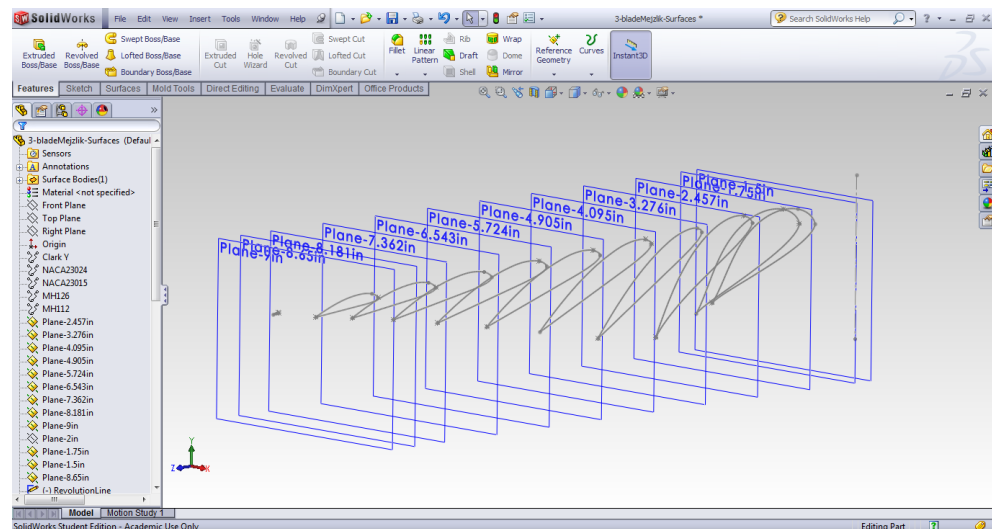 SolidWorks File Edit View Insert Tools Window Help 3-bladeMejzlik-Surfaces * Search SolidWorks Help
Extruded Boss/Base
Revolved Boss/Base
Swept Boss/Base
Lofted Boss/Base
Boundary Boss/Base
Extruded Cut
Hole Wizard
Revolved Cut
Swept Cut
Lofted Cut
Boundary Cut
Fillet
Linear Pattern
Rib
Draft
Shell
Wrap
Dome
Mirror
Reference Geometry
Curves
Instant3D
Features Sketch Surfaces Mold Tools Direct Editing Evaluate DimXpert Office Products
3-bladeMejzlik-Surfaces (Defaul
Sensors
Annotations
Surface Bodies(1)
Material <not specified>
Front Plane
Top Plane
Right Plane
Origin
Clark Y
NACA23024
NACA23015
MH126
MH112
Plane-2.457in
Plane-3.276in
Plane-4.095in
Plane-4.905in
Plane-5.724in
Plane-6.543in
Plane-7.362in
Plane-8.181in
Plane-9in
Plane-2in
Plane-1.75in
Plane-1.5in
Plane-8.65in
(-) RevolutionLine
Plane-9in
Plane-8.65in
Plane-8.181in
Plane-7.362in
Plane-6.543in
Plane-5.724in
Plane-4.905in
Plane-4.095in
Plane-3.276in
Plane-2.457in
Plane-1.75in
Plane-1.5in
Y
Z
X
Model Motion Study 1
SolidWorks Student Edition - Academic Use Only Editing Part